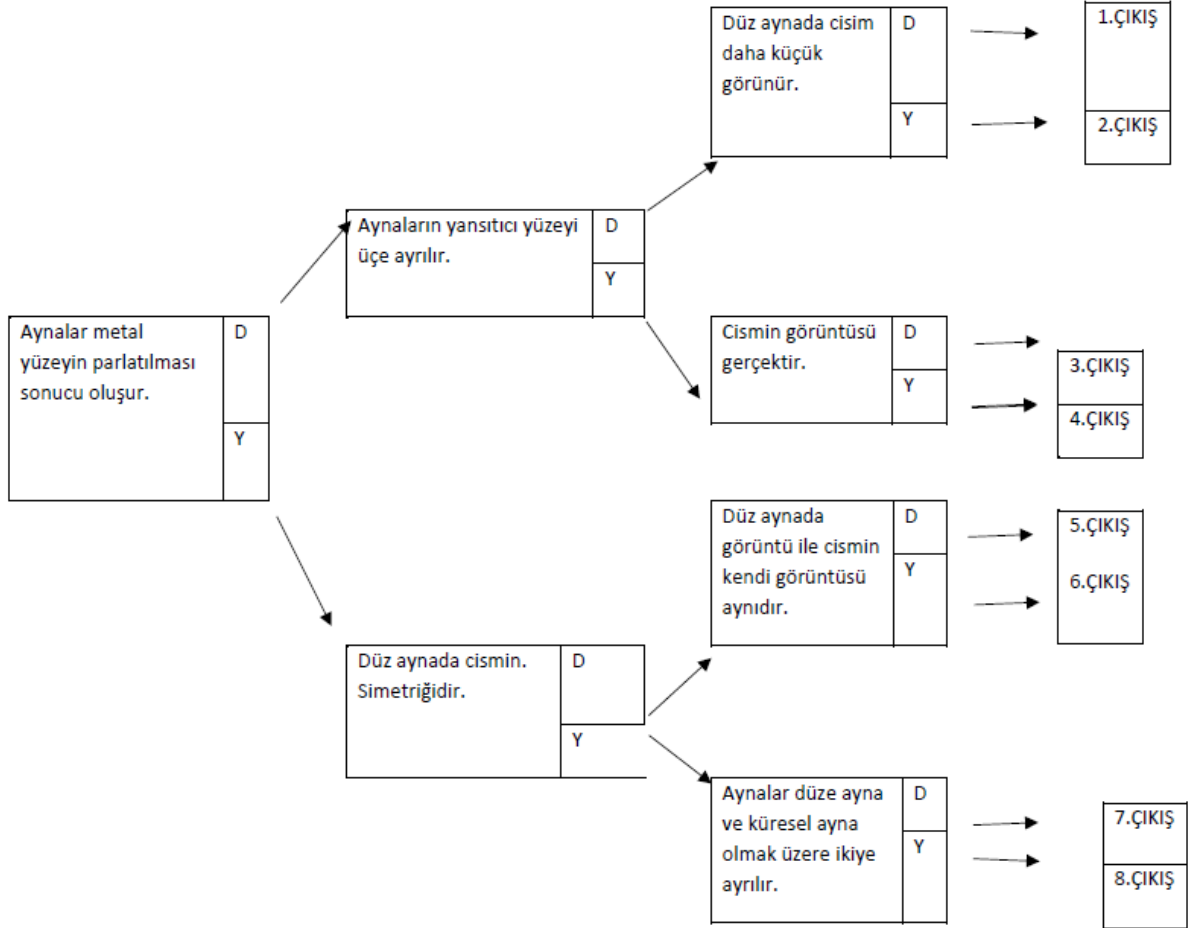 Düz aynada cisim
daha küçük
görünür.
D
Y
1.ÇIKIŞ
2.ÇIKIŞ
Aynaların yansıtıcı yüzeyi
üçe ayrılır.
D
Y
Aynalar metal
yüzeyin parlatılması
sonucu oluşur.
D
Y
Cismin görüntüsü
gerçektir.
D
Y
3.ÇIKIŞ
4.ÇIKIŞ
Düz aynada
görüntü ile cismin
kendi görüntüsü
aynıdır.
D
Y
5.ÇIKIŞ
6.ÇIKIŞ
Düz aynada cismin.
Simetriğidir.
D
Y
Aynalar düze ayna
ve küresel ayna
olmak üzere ikiye
ayrılır.
D
Y
7.ÇIKIŞ
8.ÇIKIŞ